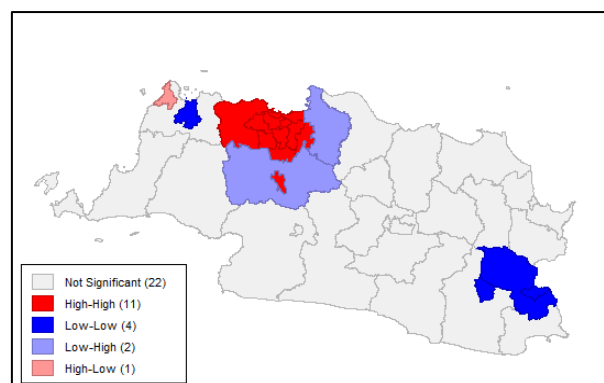 Not Significant (22)
High-High (11)
Low-Low (4)
Low-High (2)
High-Low (1)